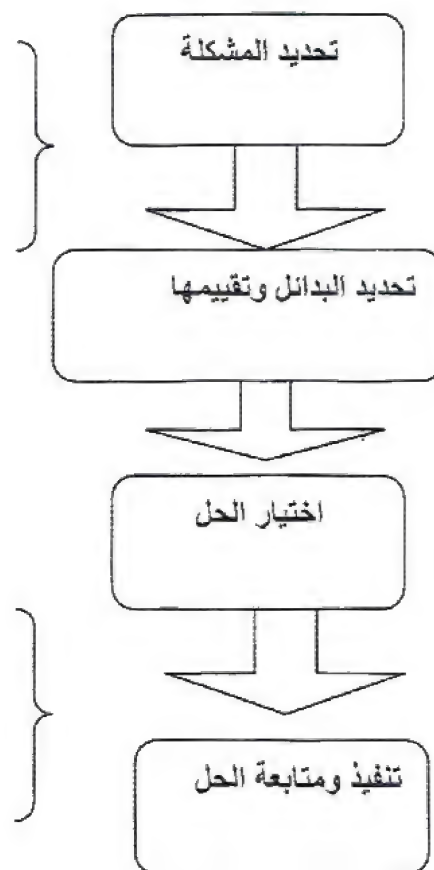 تحديد المشكلة
تحديد البدائل وتقييمها
اختيار الحل
تنفيذ ومتابعة الحل